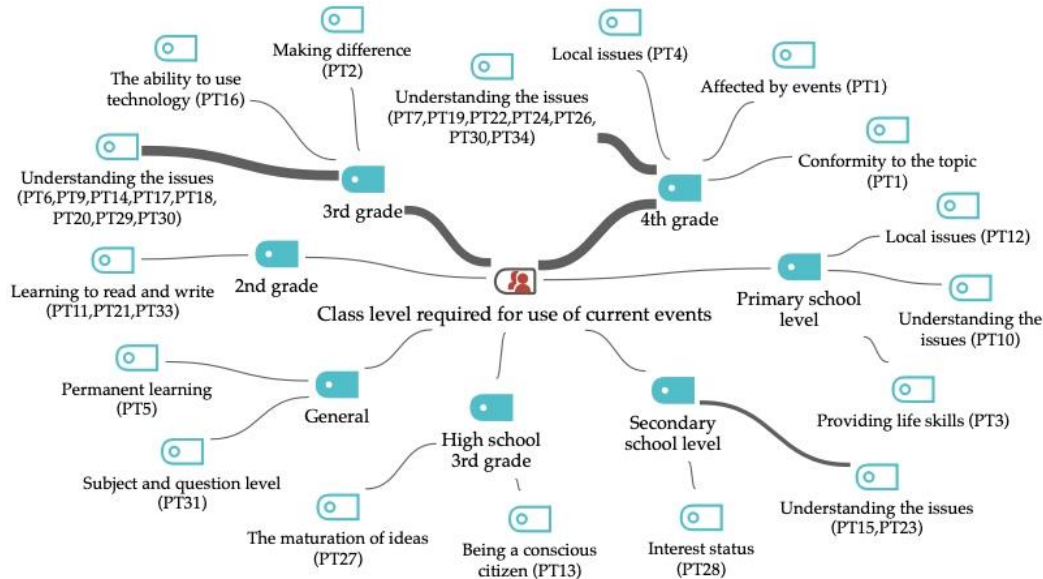 Making difference
(PT2)
Local issues (PT4)
The ability to use
technology (PT16)
Understanding the issues
(PT7,PT19,PT22,PT24,PT26,
PT30,PT34)
Affected by events (PT1)
Conformity to the topic
(PT1)
Understanding the issues
(PT6,PT9,PT14,PT17,PT18,
PT20,PT29,PT30)
3rd grade
4th grade
Local issues (PT12)
Learning to read and write
(PT11,PT21,PT33)
2nd grade
Class level required for use of current events
Primary school
level
Understanding the
issues (PT10)
Permanent learning
(PT5)
General
High school
3rd grade
Secondary
school level
Providing life skills (PT3)
Subject and question level
(PT31)
The maturation of ideas
(PT27)
Being a conscious
citizen (PT13)
Interest status
(PT28)
Understanding the issues
(PT15,PT23)